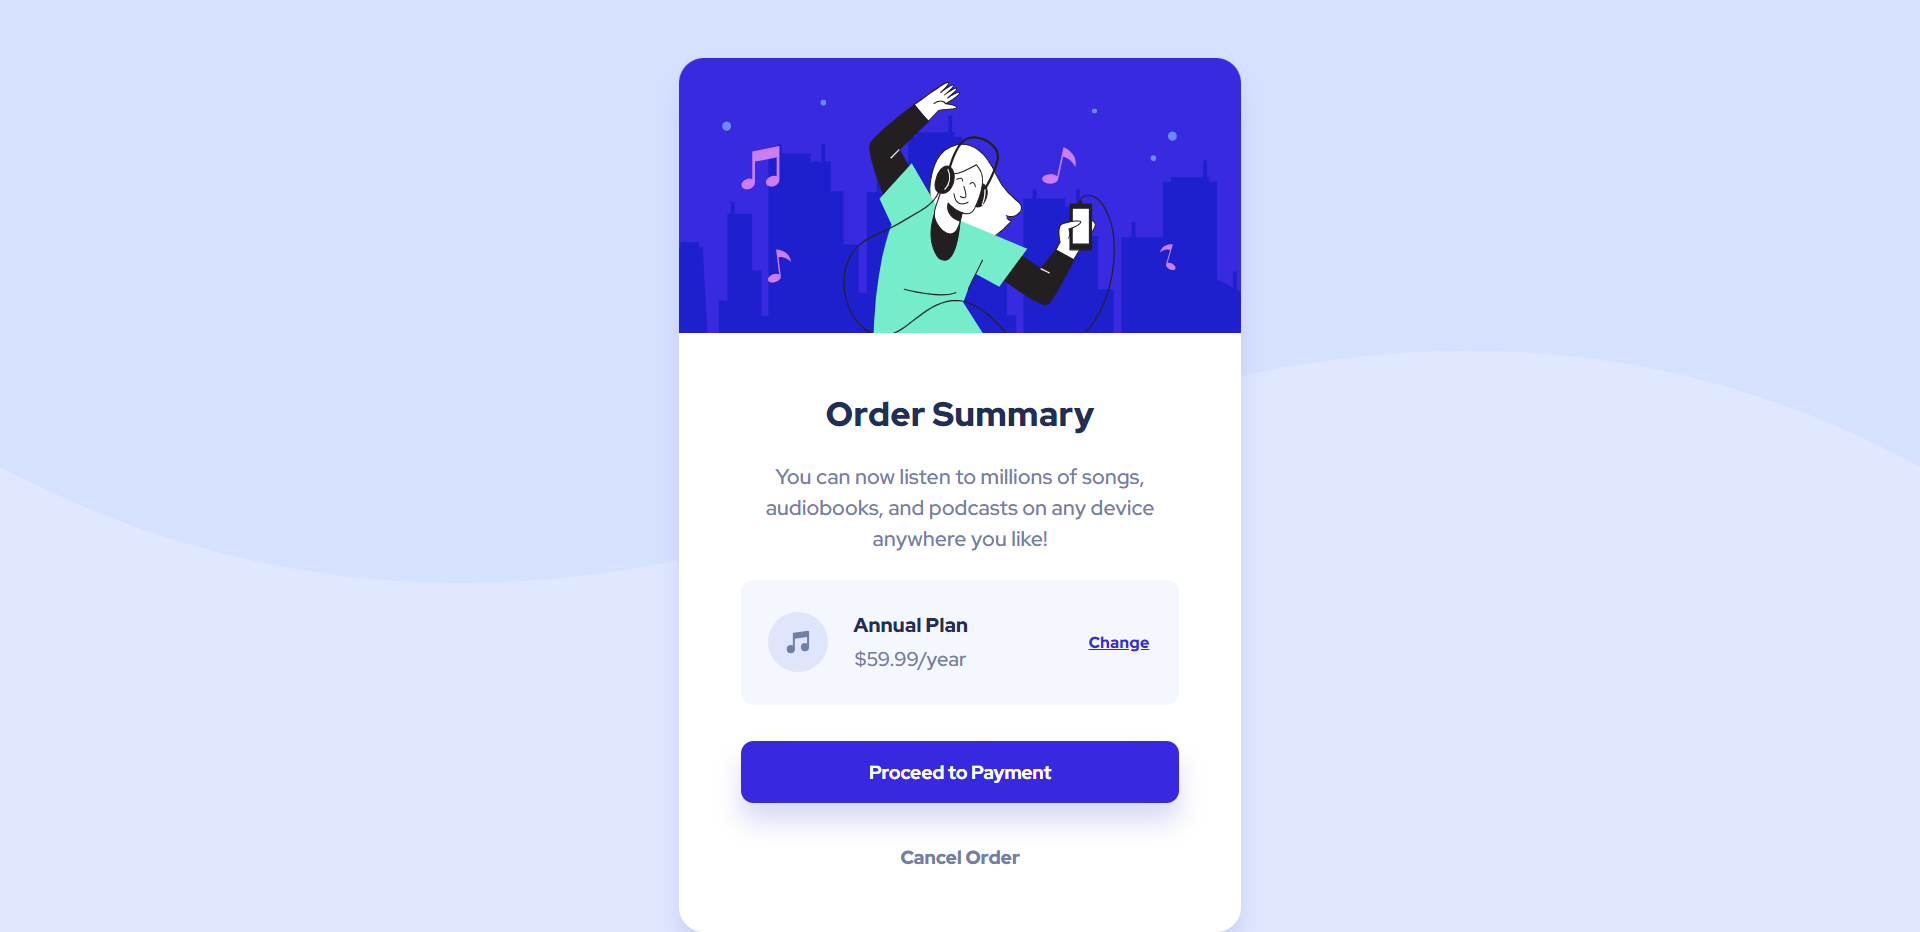 Order Summary
You can now listen to millions of songs,
audiobooks, and podcasts on any device
anywhere you like!
Annual Plan
$59.99/year
Change
Proceed to Payment
Cancel Order